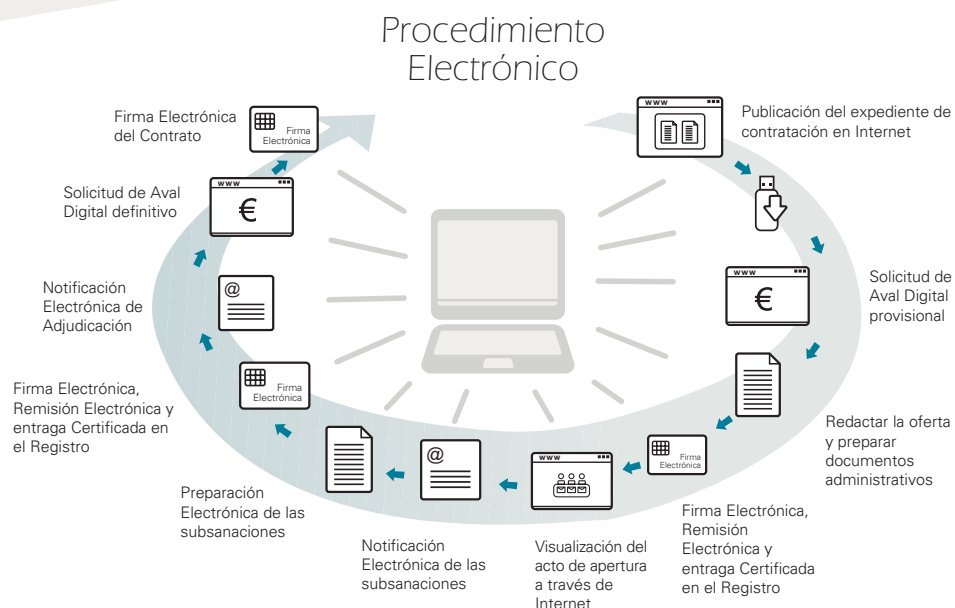 Procedimiento
Electrónico
www
Publicación del expediente de
contratación en Internet
www
€
Solicitud de
Aval Digital
provisional
Redactar la oferta
y preparar
documentos
administrativos
Firma
Electrónica
Firma Electrónica,
Remisión
Electrónica y
entraga Certificada
en el Registro
www
Visualización del
acto de apertura
a través de
Internet
@
Notificación
Electrónica de las
subsanaciones
Preparación
Electrónica de las
subsanaciones
Firma
Electrónica
Firma Electrónica,
Remisión Electrónica y
entraga Certificada en
el Registro
@
Notificación
Electrónica de
Adjudicación
www
€
Solicitud de Aval
Digital definitivo
Firma
Electrónica
Firma Electrónica
del Contrato